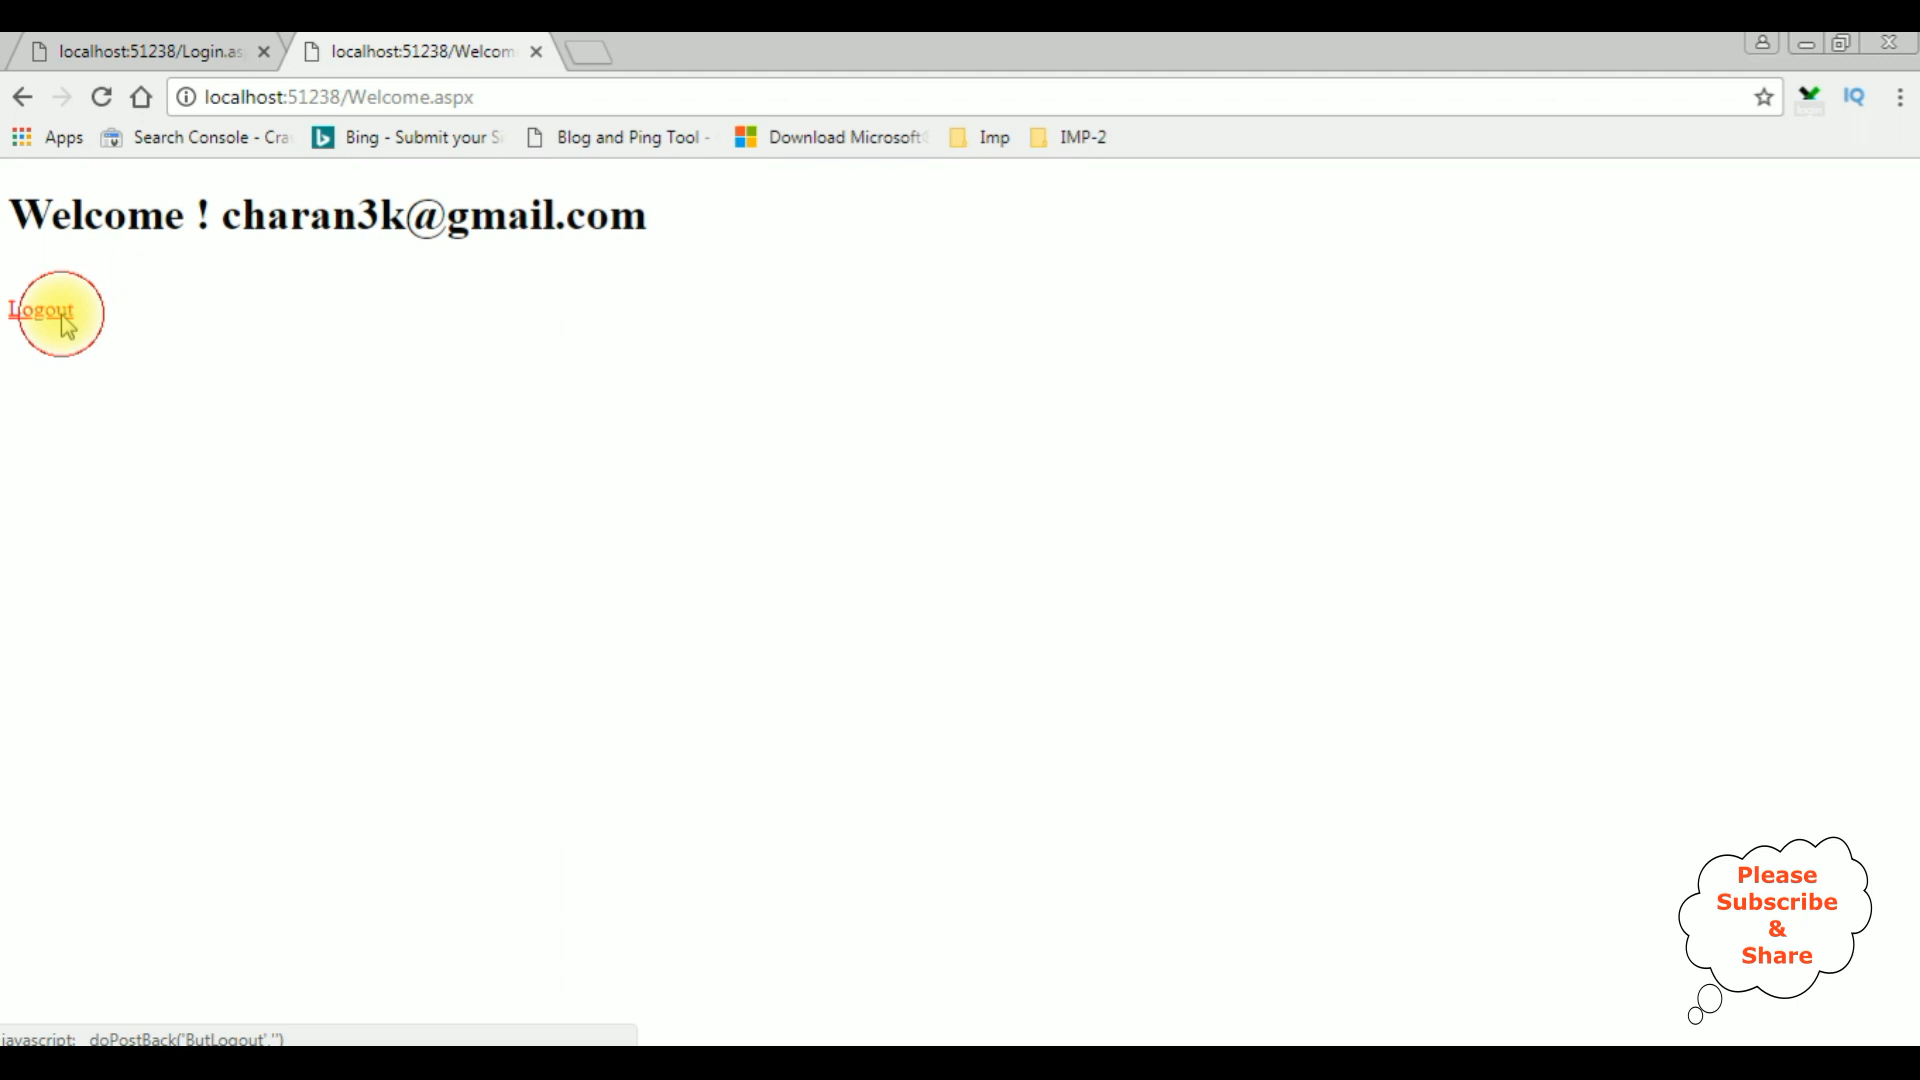 localhost:51238/Login.as
localhost:51238/Welcom
localhost:51238/Welcome.aspx
IQ
Apps
Search Console - Cra
Bing - Submit your S
Blog and Ping Tool -
Download Microsoft
Imp
IMP-2
Welcome ! charan3k@gmail.com
Logout
Please
Subscribe
&
Share
javascript:__doPostBack('ButLogout','')